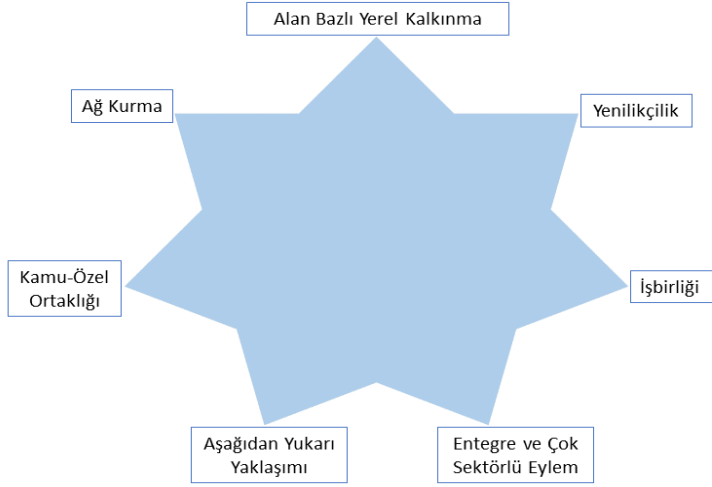 Alan Bazlı Yerel Kalkınma
Ağ Kurma
Yenilikçilik
Kamu-Özel
Ortaklığı
İşbirliği
Aşağıdan Yukarı
Yaklaşımı
Entegre ve Çok
Sektörlü Eylem